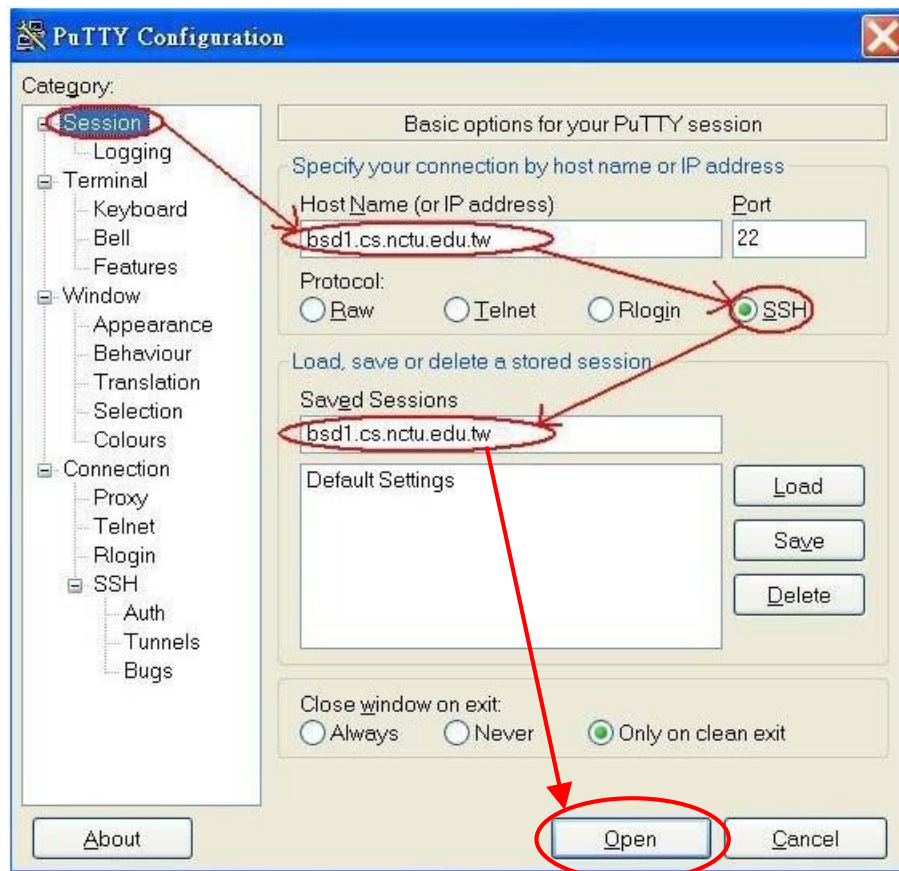 PuTTY Configuration
Category:
Session
Logging
Terminal
Keyboard
Bell
Features
Window
Appearance
Behaviour
Translation
Selection
Colours
Connection
Proxy
Telnet
Rlogin
SSH
Auth
Tunnels
Bugs
Basic options for your PuTTY session
Specify your connection by host name or IP address
Host Name (or IP address) Port
bsd1.cs.nctu.edu.tw 22
Protocol:
Raw Telnet Rlogin SSH
Load, save or delete a stored session
Saved Sessions
bsd1.cs.nctu.edu.tw
Default Settings
Load
Save
Delete
Close window on exit:
Always Never Only on clean exit
About Open Cancel